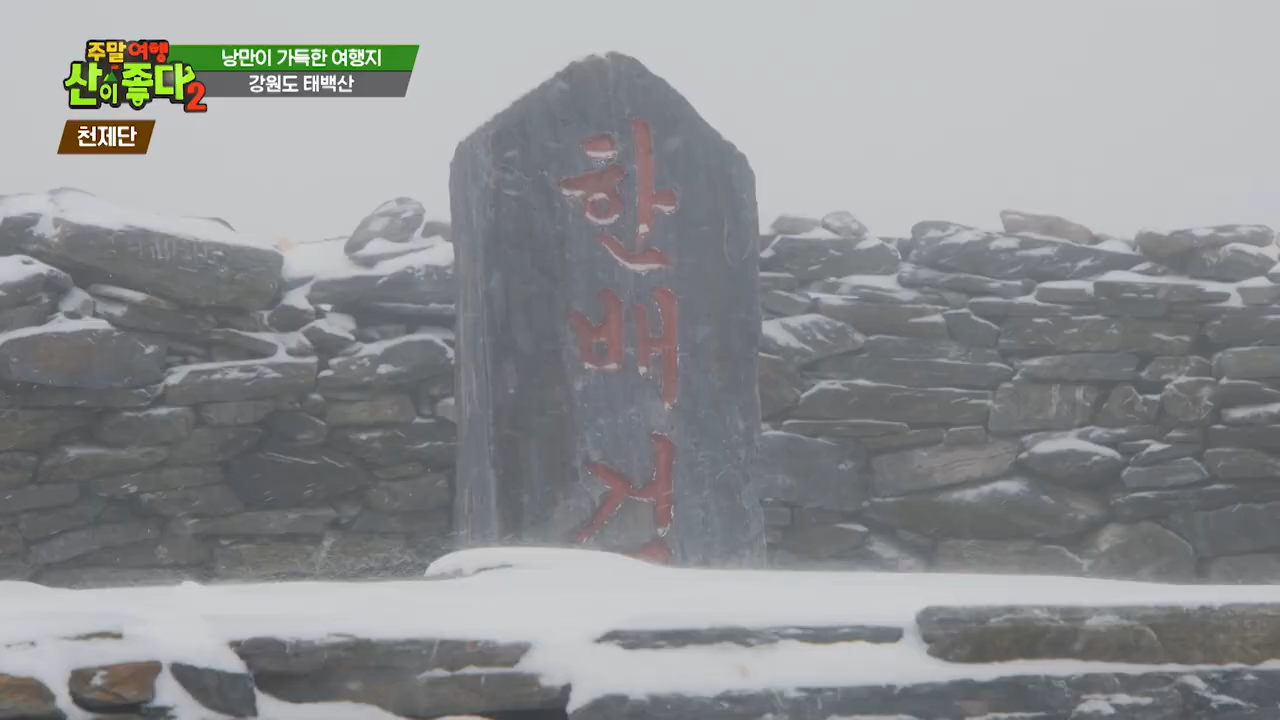 주말여행
산이 좋다2
낭만이 가득한 여행지
강원도 태백산
천제단
한
배